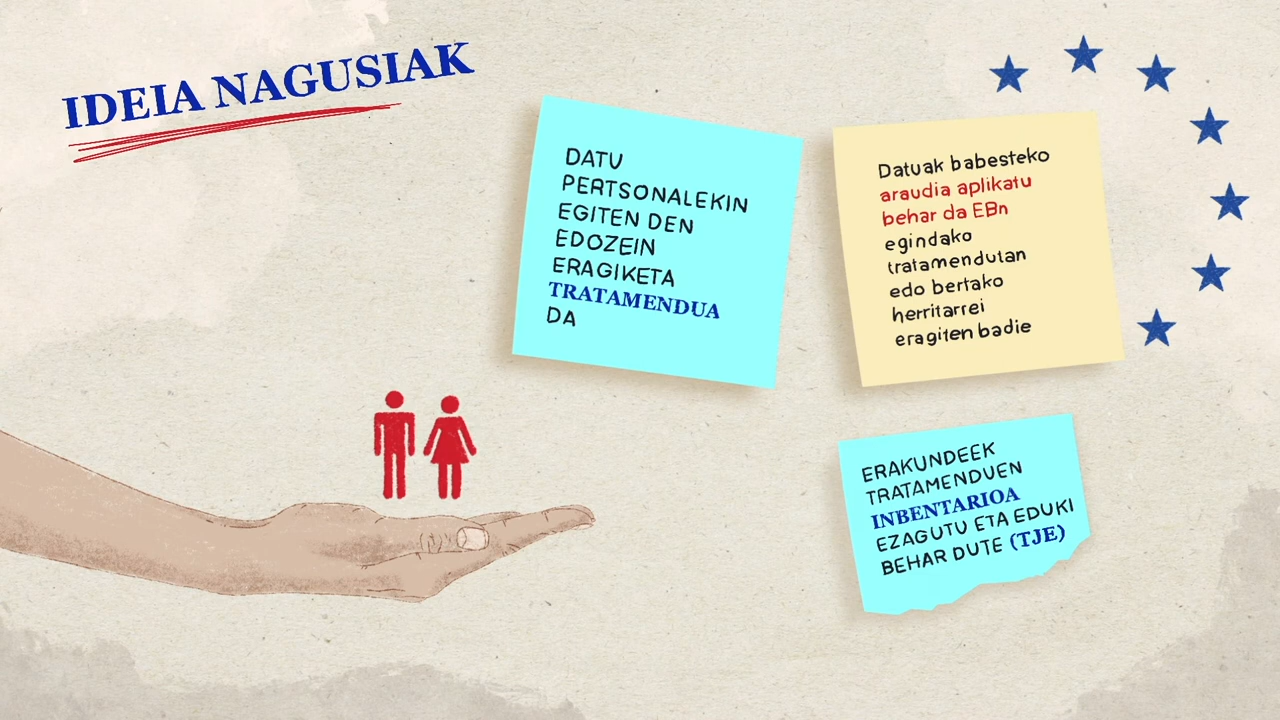 IDEIA NAGUSIAK
DATU
PERTSONALEKIN
EGITEN DEN
EDOZEIN
ERAGIKETA
TRATAMENDUA
DA
Datuak babesteko
araudia aplikatu
behar da EBn
egindako
tratamendutan
edo bertako
herritarrei
eragiten badie
ERAKUNDEEK
TRATAMENDUEN
INBENTARIOA
EZAGUTU ETA EDUKI
BEHAR DUTE (TJE)